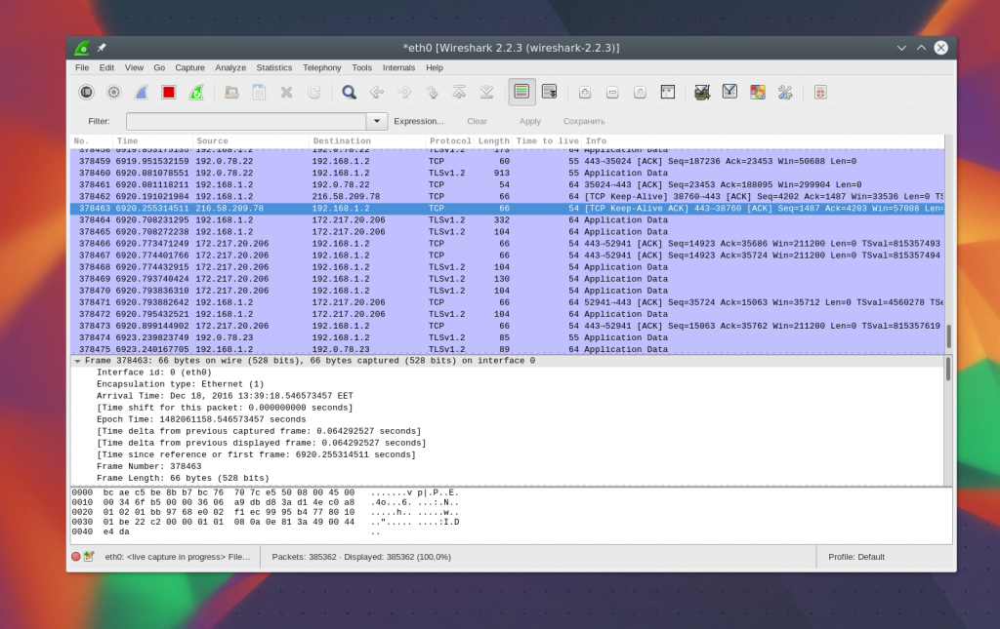 *eth0 [Wireshark 2.2.3 (wireshark-2.2.3)]
File Edit View Go Capture Analyze Statistics Telephony Tools Internals Help
Filter: Expression... Clear Apply Сохранить
No. Time Source Destination Protocol Length Time to live Info
378458 6919.853175135 192.168.1.2 192.0.78.22 TLSv1.2 173 64 Application Data
378459 6919.951532159 192.0.78.22 192.168.1.2 TCP 60 55 443→35024 [ACK] Seq=187236 Ack=23453 Win=50688 Len=0
378460 6920.081078551 192.0.78.22 192.168.1.2 TLSv1.2 913 55 Application Data
378461 6920.081118211 192.168.1.2 192.0.78.22 TCP 54 64 35024→443 [ACK] Seq=23453 Ack=188095 Win=299904 Len=0
378462 6920.191021984 192.168.1.2 216.58.209.78 TCP 66 64 [TCP Keep-Alive] 38760→443 [ACK] Seq=4202 Ack=1487 Win=33536 Len=0 TS
378463 6920.255314511 216.58.209.78 192.168.1.2 TCP 66 54 [TCP Keep-Alive ACK] 443→38760 [ACK] Seq=1487 Ack=4203 Win=57088 Len=
378464 6920.708231295 192.168.1.2 172.217.20.206 TLSv1.2 332 64 Application Data
378465 6920.708272238 192.168.1.2 172.217.20.206 TLSv1.2 104 64 Application Data
378466 6920.773471249 172.217.20.206 192.168.1.2 TCP 66 54 443→52941 [ACK] Seq=14923 Ack=35686 Win=211200 Len=0 TSval=815357493
378467 6920.774401766 172.217.20.206 192.168.1.2 TCP 66 54 443→52941 [ACK] Seq=14923 Ack=35724 Win=211200 Len=0 TSval=815357494
378468 6920.774432915 172.217.20.206 192.168.1.2 TLSv1.2 104 54 Application Data
378469 6920.793740424 172.217.20.206 192.168.1.2 TLSv1.2 130 54 Application Data
378470 6920.793836310 172.217.20.206 192.168.1.2 TLSv1.2 104 54 Application Data
378471 6920.793882642 192.168.1.2 172.217.20.206 TCP 66 64 52941→443 [ACK] Seq=35724 Ack=15063 Win=35712 Len=0 TSval=4560278 TSe
378472 6920.795432521 192.168.1.2 172.217.20.206 TLSv1.2 104 64 Application Data
378473 6920.899144902 172.217.20.206 192.168.1.2 TCP 66 54 443→52941 [ACK] Seq=15063 Ack=35762 Win=211200 Len=0 TSval=815357619
378474 6923.239823749 192.0.78.23 192.168.1.2 TLSv1.2 85 55 Application Data
378475 6923.240167705 192.168.1.2 192.0.78.23 TLSv1.2 89 64 Application Data
Frame 378463: 66 bytes on wire (528 bits), 66 bytes captured (528 bits) on interface 0
Interface id: 0 (eth0)
Encapsulation type: Ethernet (1)
Arrival Time: Dec 18, 2016 13:39:18.546573457 EET
[Time shift for this packet: 0.000000000 seconds]
Epoch Time: 1482061158.546573457 seconds
[Time delta from previous captured frame: 0.064292527 seconds]
[Time delta from previous displayed frame: 0.064292527 seconds]
[Time since reference or first frame: 6920.255314511 seconds]
Frame Number: 378463
Frame Length: 66 bytes (528 bits)
0000 bc ae c5 be 8b b7 bc 76 70 7c e5 50 08 00 45 00 .......v p|.P..E.
0010 00 34 6f b5 00 00 36 06 a9 db d8 3a d1 4e c0 a8 .4o...6. ...:.N..
0020 01 02 01 bb 97 68 e0 02 f1 ec 99 95 b4 77 80 10 .....h.. .....w..
0030 01 be 22 c2 00 00 01 01 08 0a 0e 81 3a 49 00 44 .."..... ....:I.D
0040 e4 da ..
eth0: <live capture in progress> File... Packets: 385362 · Displayed: 385362 (100,0%) Profile: Default